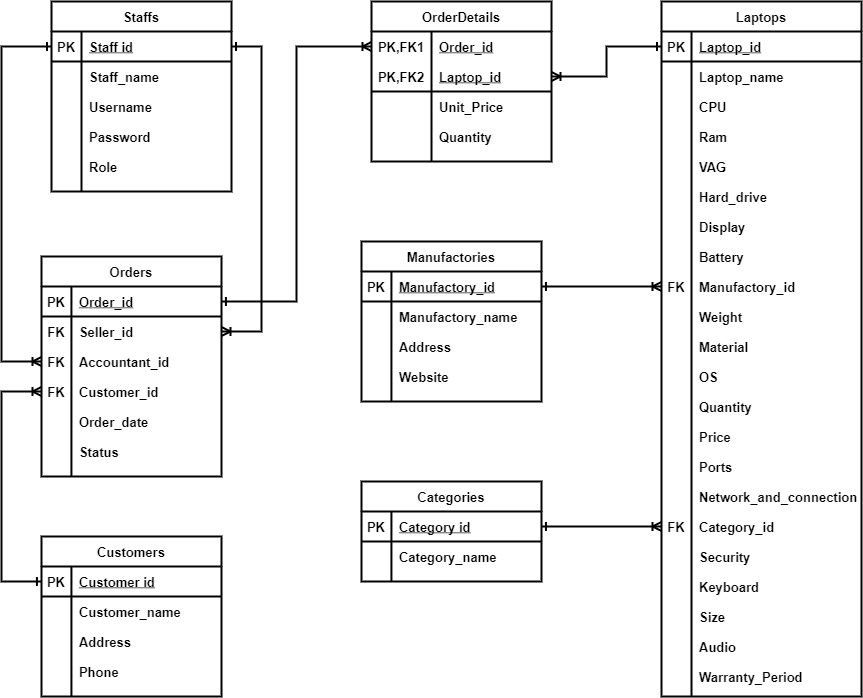 Staffs
PK Staff id
Staff_name
Username
Password
Role
OrderDetails
PK,FK1 Order_id
PK,FK2 Laptop_id
Unit_Price
Quantity
Laptops
PK Laptop_id
Laptop_name
CPU
Ram
VAG
Hard_drive
Display
Battery
FK Manufactory_id
Weight
Material
OS
Quantity
Price
Ports
Network_and_connection
FK Category_id
Security
Keyboard
Size
Audio
Warranty_Period
Orders
PK Order_id
FK Seller_id
FK Accountant_id
FK Customer_id
Order_date
Status
Manufactories
PK Manufactory_id
Manufactory_name
Address
Website
Categories
PK Category id
Category_name
Customers
PK Customer id
Customer_name
Address
Phone